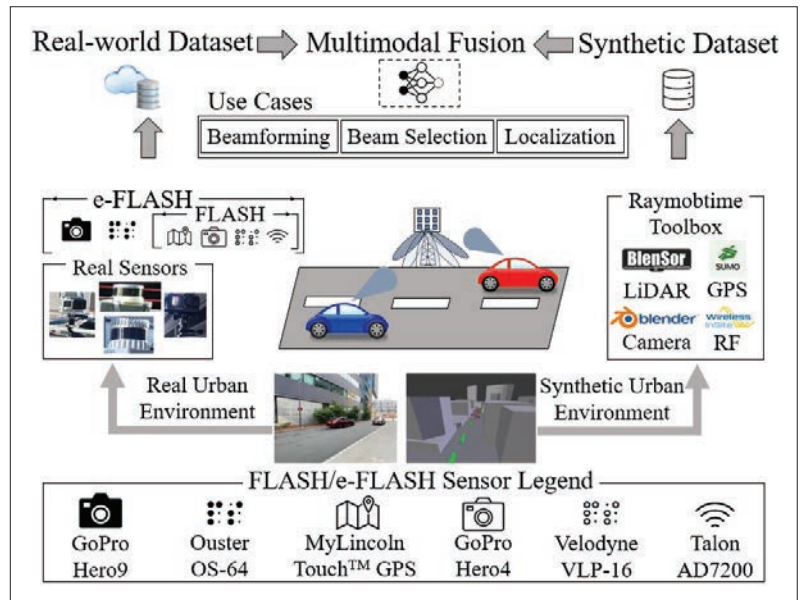 Real-world Dataset Multimodal Fusion Synthetic Dataset
Use Cases
Beamforming Beam Selection Localization
e-FLASH
FLASH
Real Sensors
Raymobtime
Toolbox
BlenSor SUMO
LiDAR GPS
blender Wireless InSite
Camera RF
Real Urban
Environment
Synthetic Urban
Environment
FLASH/e-FLASH Sensor Legend
GoPro Ouster MyLincoln GoPro Velodyne Talon
Hero9 OS-64 Touch™ GPS Hero4 VLP-16 AD7200